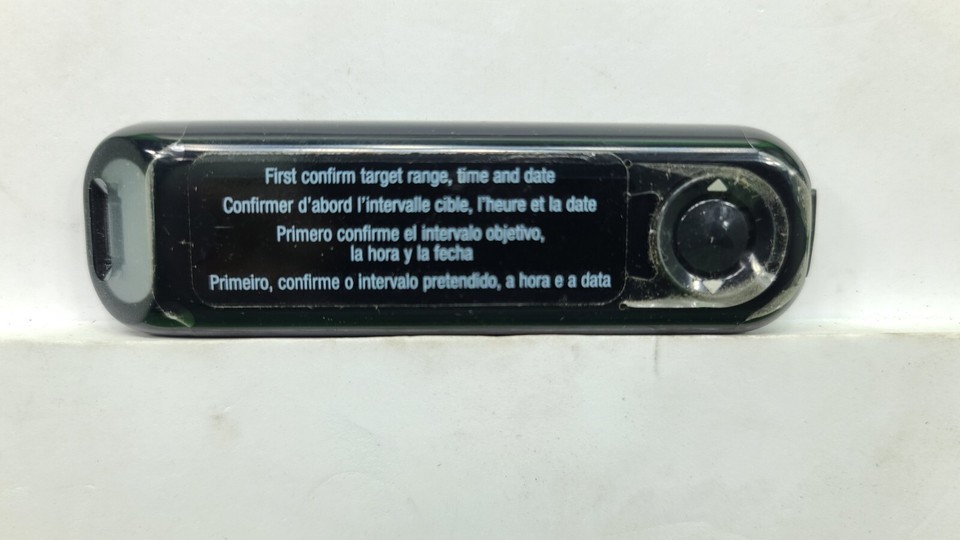 First confirm target range, time and date
Confirmer d'abord l'intervalle cible, l'heure et la date
Primero confirme el intervalo objetivo,
la hora y la fecha
Primeiro, confirme o intervalo pretendido, a hora e a data